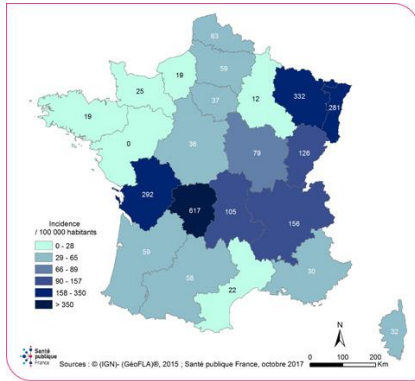 63
59
19
25
37
12
332
281
19
0
36
79
126
292
617
105
156
59
58
22
30
32
Incidence
/ 100 000 habitants
0 - 28
29 - 65
66 - 89
90 - 157
158 - 350
> 350
N
0 100 200
Km
Santé
publique
France
Sources : © (IGN)- (GéoFLA)®, 2015 ; Santé publique France, octobre 2017